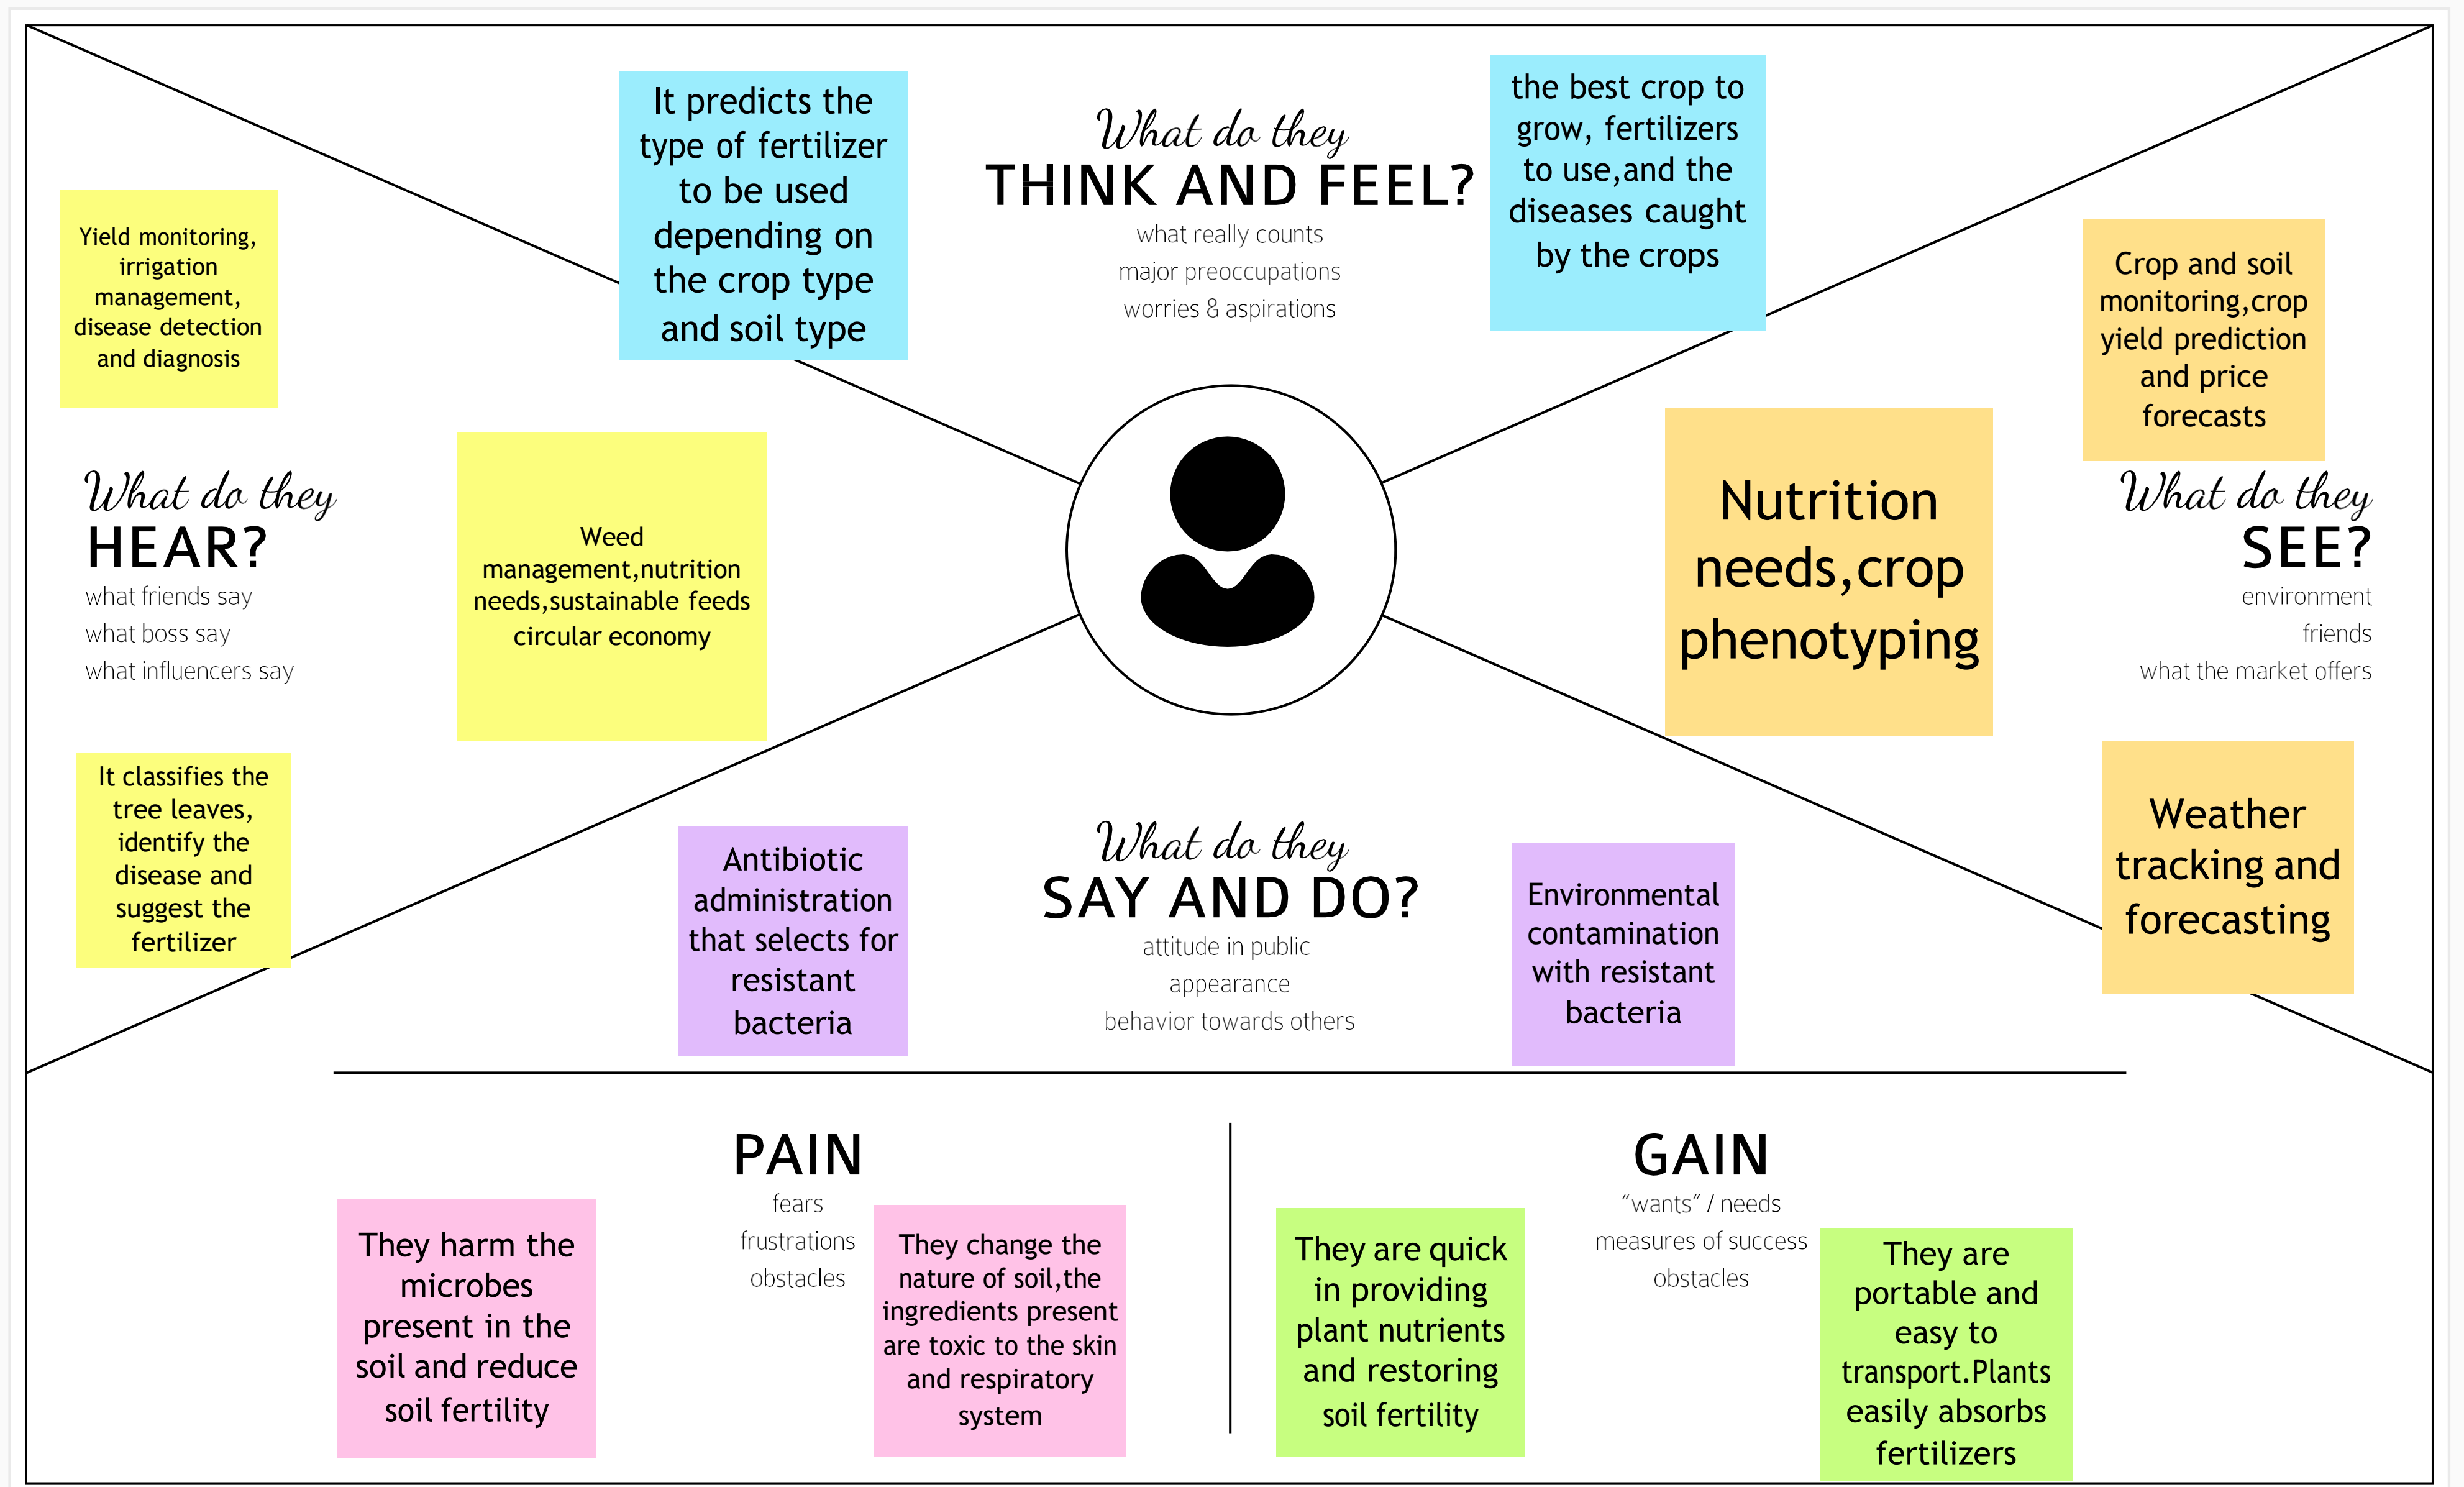 It predicts the
type of fertilizer
to be used
depending on
the crop type
and soil type
What do they
THINK AND FEEL?
what really counts
major preoccupations
worries & aspirations
the best crop to
grow, fertilizers
to use,and the
diseases caught
by the crops
Yield monitoring,
irrigation
management,
disease detection
and diagnosis
What do they
HEAR?
what friends say
what boss say
what influencers say
Weed
management,nutrition
needs,sustainable feeds
circular economy
It classifies the
tree leaves,
identify the
disease and
suggest the
fertilizer
Crop and soil
monitoring,crop
yield prediction
and price
forecasts
Nutrition
needs,crop
phenotyping
What do they
SEE?
environment
friends
what the market offers
Weather
tracking and
forecasting
Antibiotic
administration
that selects for
resistant
bacteria
What do they
SAY AND DO?
attitude in public
appearance
behavior towards others
Environmental
contamination
with resistant
bacteria
PAIN
fears
frustrations
obstacles
They harm the
microbes
present in the
soil and reduce
soil fertility
They change the
nature of soil,the
ingredients present
are toxic to the skin
and respiratory
system
GAIN
“wants” / needs
measures of success
obstacles
They are quick
in providing
plant nutrients
and restoring
soil fertility
They are
portable and
easy to
transport.Plants
easily absorbs
fertilizers